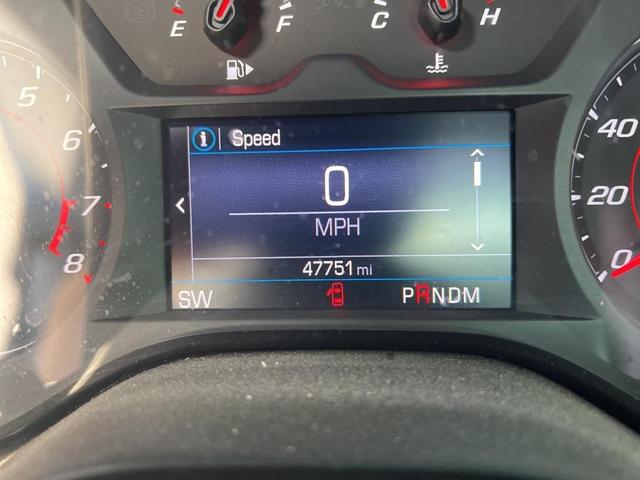 E F C H
5
6
7
8
i Speed
0
MPH
47751 mi
SW PRNDM
40
20
0